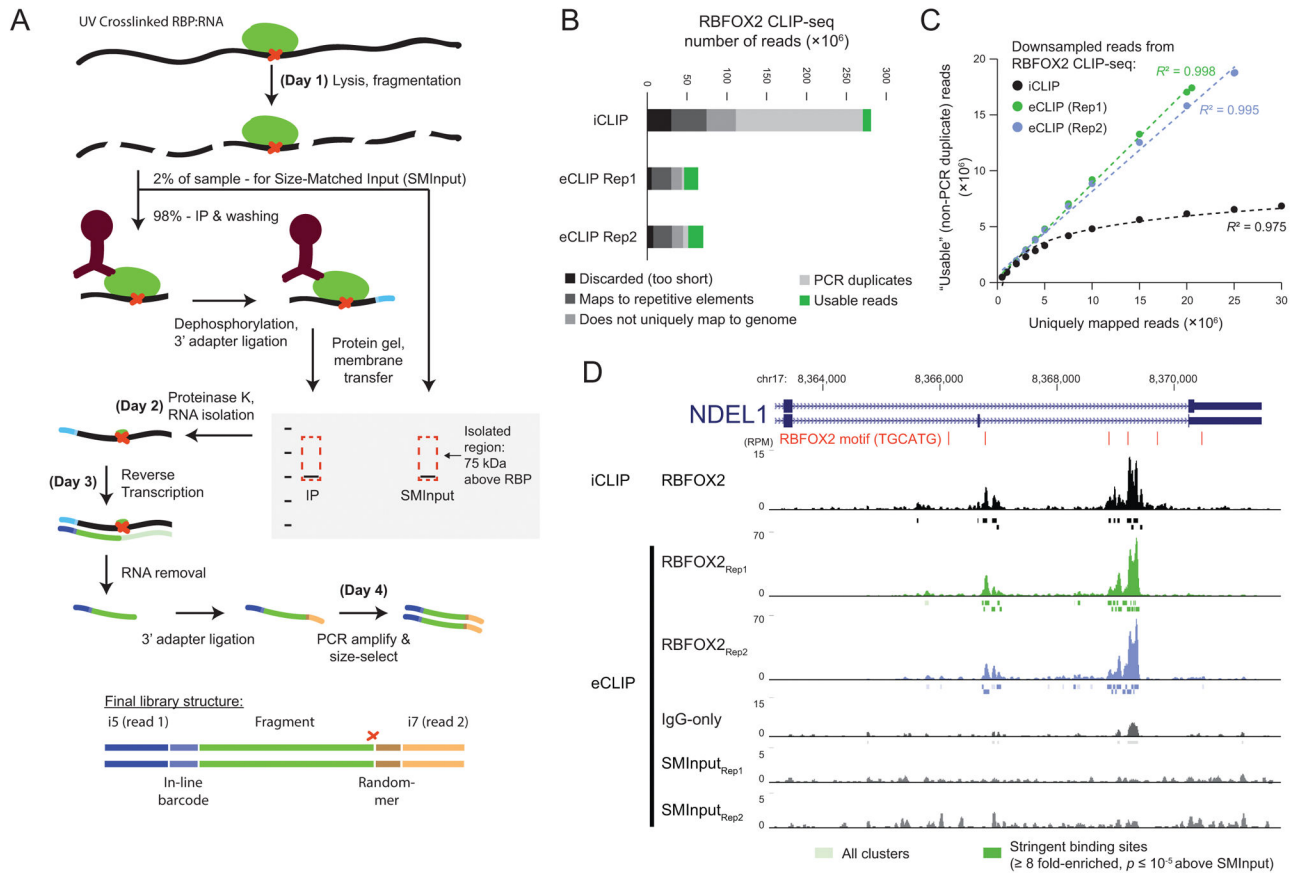 A
UV Crosslinked RBP:RNA
(Day 1) Lysis, fragmentation
2% of sample - for Size-Matched Input (SMInput)
98% - IP & washing
Dephosphorylation,
3' adapter ligation
Protein gel,
membrane
transfer
(Day 2)
Proteinase K,
RNA isolation
Isolated
region:
75 kDa
above RBP
IP
SMInput
(Day 3)
Reverse
Transcription
RNA removal
3' adapter ligation
(Day 4)
PCR amplify &
size-select
Final library structure:
i5 (read 1)
Fragment
i7 (read 2)
In-line
barcode
Random-
mer
B
RBFOX2 CLIP-seq
number of reads (×10⁶)
0
50
100
150
200
250
300
iCLIP
eCLIP Rep1
eCLIP Rep2
Discarded (too short)
Maps to repetitive elements
Does not uniquely map to genome
PCR duplicates
Usable reads
C
Downsampled reads from
RBFOX2 CLIP-seq:
iCLIP
eCLIP (Rep1)
eCLIP (Rep2)
R² = 0.998
R² = 0.995
R² = 0.975
"Usable" (non-PCR duplicate) reads
(×10⁶)
20
15
10
5
0
0 5 10 15 20 25 30
Uniquely mapped reads (×10⁶)
D
chr17: 8,364,000 8,366,000 8,368,000 8,370,000
NDEL1
(RPM) RBFOX2 motif (TGCATG)
iCLIP
RBFOX2
15
0
eCLIP
RBFOX2Rep1
70
0
RBFOX2Rep2
70
0
IgG-only
15
0
SMInputRep1
5
0
SMInputRep2
5
0
All clusters
Stringent binding sites
(≥ 8 fold-enriched, p ≤ 10⁻⁵ above SMInput)